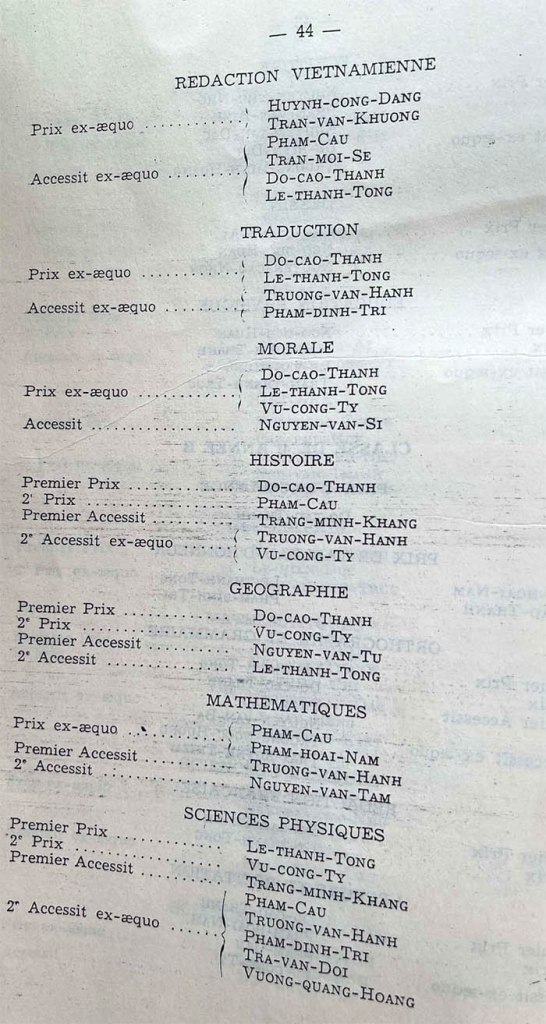 — 44 —
REDACTION VIETNAMIENNE
HUYNH-CONG-DANG
Prix ex-æquo .......... TRAN-VAN-KHUONG
PHAM-CAU
TRAN-MOI-SE
Accessit ex-æquo ....... DO-CAO-THANH
LE-THANH-TONG
TRADUCTION
DO-CAO-THANH
Prix ex-æquo .......... LE-THANH-TONG
TRUONG-VAN-HANH
Accessit ex-æquo ....... PHAM-DINH-TRI
MORALE
DO-CAO-THANH
Prix ex-æquo .......... LE-THANH-TONG
VU-CONG-TY
Accessit .......... NGUYEN-VAN-SI
HISTOIRE
Premier Prix .......... DO-CAO-THANH
2e Prix .......... PHAM-CAU
Premier Accessit .......... TRANG-MINH-KHANG
2e Accessit ex-æquo .... TRUONG-VAN-HANH
VU-CONG-TY
GEOGRAPHIE
Premier Prix .......... DO-CAO-THANH
2e Prix .......... VU-CONG-TY
Premier Accessit .......... NGUYEN-VAN-TU
2e Accessit .......... LE-THANH-TONG
MATHEMATIQUES
Prix ex-æquo .......... PHAM-CAU
PHAM-HOAI-NAM
Premier Accessit .......... TRUONG-VAN-HANH
2e Accessit .......... NGUYEN-VAN-TAM
SCIENCES PHYSIQUES
Premier Prix .......... LE-THANH-TONG
2e Prix .......... VU-CONG-TY
Premier Accessit .......... TRANG-MINH-KHANG
PHAM-CAU
TRUONG-VAN-HANH
2e Accessit ex-æquo ..... PHAM-DINH-TRI
TRA-VAN-DOI
VUONG-QUANG-HOANG